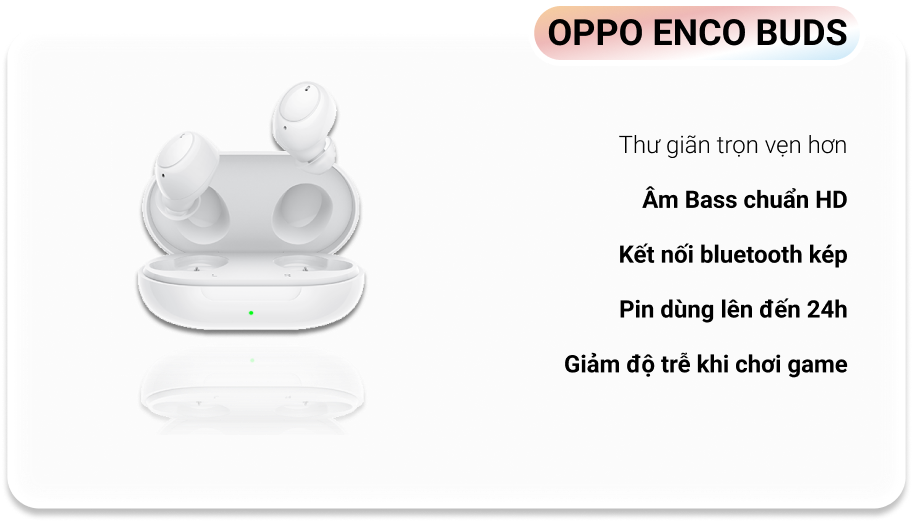 OPPO ENCO BUDS
Thư giãn trọn vẹn hơn
Âm Bass chuẩn HD
Kết nối bluetooth kép
Pin dùng lên đến 24h
Giảm độ trễ khi chơi game